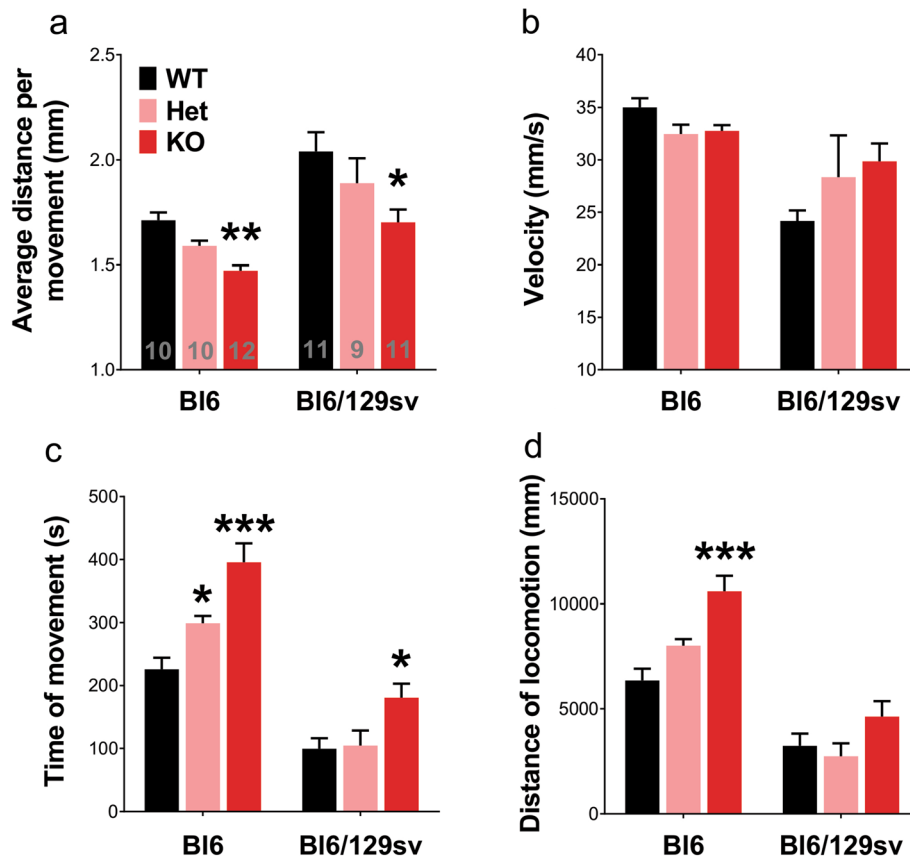 a
Average distance per
movement (mm)
2.5
2.0
1.5
1.0
WT
Het
KO
**
*
10 10 12 11 9 11
Bl6 Bl6/129sv
b
Velocity (mm/s)
40
35
30
25
20
15
10
Bl6 Bl6/129sv
c
Time of movement (s)
500
400
300
200
100
0
*
***
*
Bl6 Bl6/129sv
d
Distance of locomotion (mm)
15000
10000
5000
0
***
Bl6 Bl6/129sv